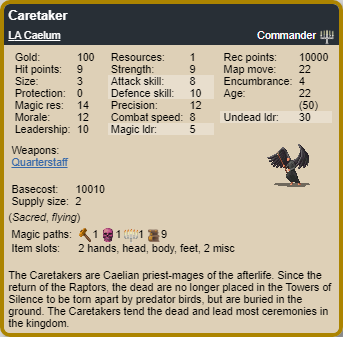 Caretaker
LA Caelum Commander
Gold: 100 Resources: 1 Rec points: 10000
Hit points: 9 Strength: 9 Map move: 22
Size: 3 Attack skill: 8 Encumbrance: 4
Protection: 0 Defence skill: 10 Age: 22
Magic res: 14 Precision: 12 (50)
Morale: 12 Combat speed: 8 Undead ldr: 30
Leadership: 10 Magic ldr: 5
Weapons:
Quarterstaff
Basecost: 10010
Supply size: 2
(Sacred, flying)
Magic paths: 1 1 1 9
Item slots: 2 hands, head, body, feet, 2 misc
The Caretakers are Caelian priest-mages of the afterlife. Since
the return of the Raptors, the dead are no longer placed in the Towers
of Silence to be torn apart by predator birds, but are buried in the
ground. The Caretakers tend the dead and lead most ceremonies in
the kingdom.